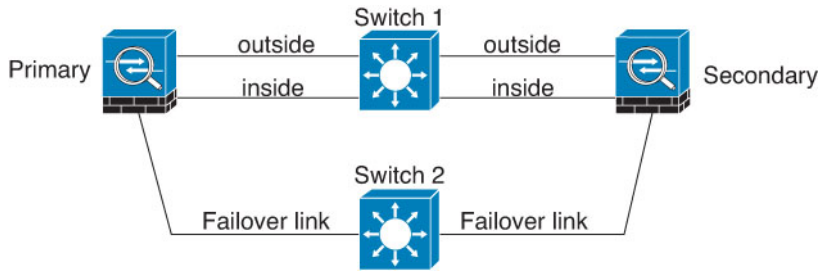 Switch 1
outside
outside
Primary
Secondary
inside
inside
Switch 2
Failover link
Failover link